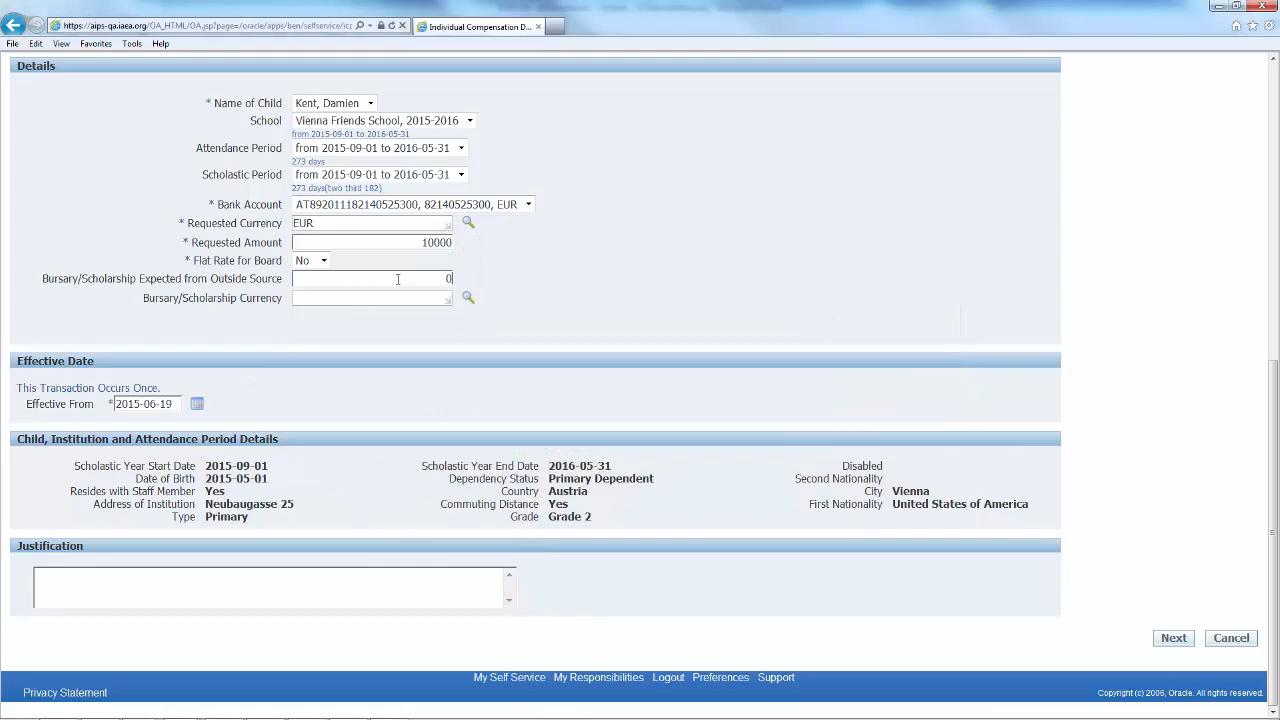 https://aips-qa.iaea.org/OA_HTML/OA.jsp?page=/oracle/apps/ben/selfservice/icc
Individual Compensation D...
File Edit View Favorites Tools Help
Details
* Name of Child Kent, Damien
School Vienna Friends School, 2015-2016
from 2015-09-01 to 2016-05-31
Attendance Period from 2015-09-01 to 2016-05-31
273 days
Scholastic Period from 2015-09-01 to 2016-05-31
273 days(two third 182)
* Bank Account AT892011182140525300, 82140525300, EUR
* Requested Currency EUR
* Requested Amount 10000
* Flat Rate for Board No
Bursary/Scholarship Expected from Outside Source 0
Bursary/Scholarship Currency
Effective Date
This Transaction Occurs Once.
Effective From * 2015-06-19
Child, Institution and Attendance Period Details
Scholastic Year Start Date 2015-09-01 Scholastic Year End Date 2016-05-31 Disabled
Date of Birth 2015-05-01 Dependency Status Primary Dependent Second Nationality
Resides with Staff Member Yes Country Austria City Vienna
Address of Institution Neubaugasse 25 Commuting Distance Yes First Nationality United States of America
Type Primary Grade Grade 2
Justification
Next Cancel
My Self Service My Responsibilities Logout Preferences Support
Privacy Statement Copyright (c) 2006, Oracle. All rights reserved.